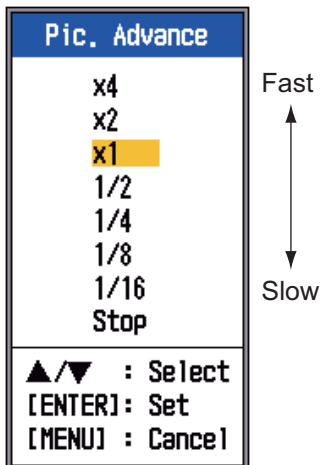 Pic. Advance
x4
Fast
x2
x1
1/2
1/4
1/8
1/16
Slow
Stop
▲/▼ : Select
[ENTER]: Set
[MENU] : Cancel